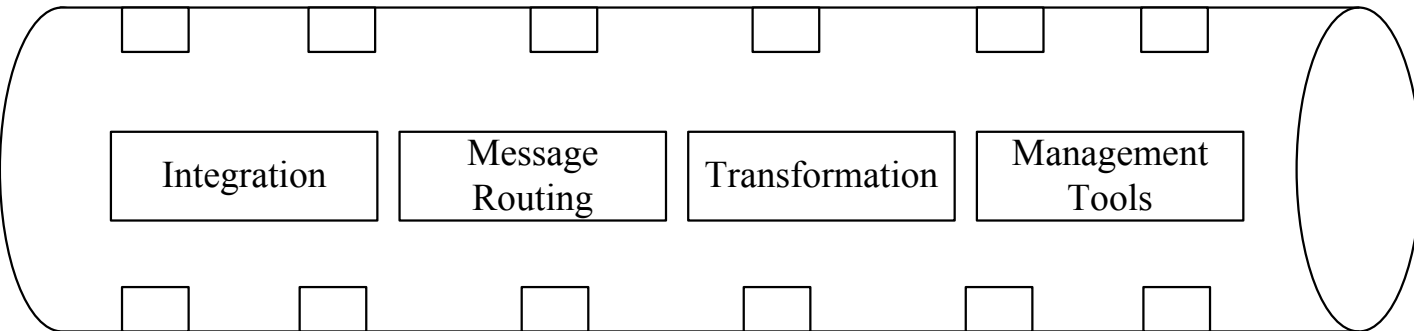 Integration
Message
Routing
Transformation
Management
Tools